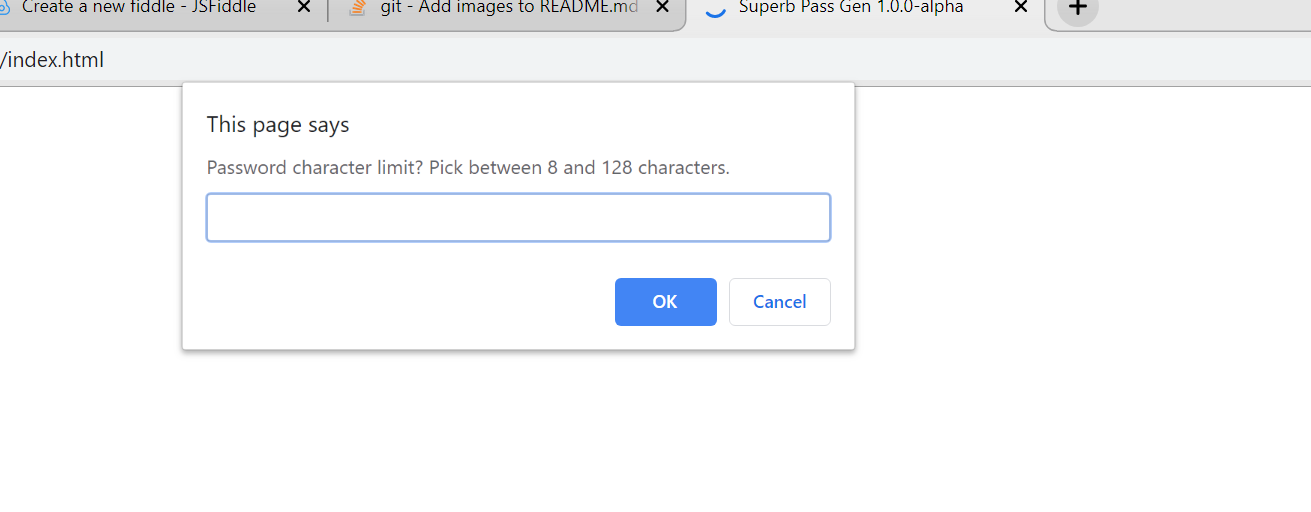 Create a new fiddle - JSFiddle
git - Add images to README.md
Superb Pass Gen 1.0.0-alpha
/index.html
This page says
Password character limit? Pick between 8 and 128 characters.
OK
Cancel